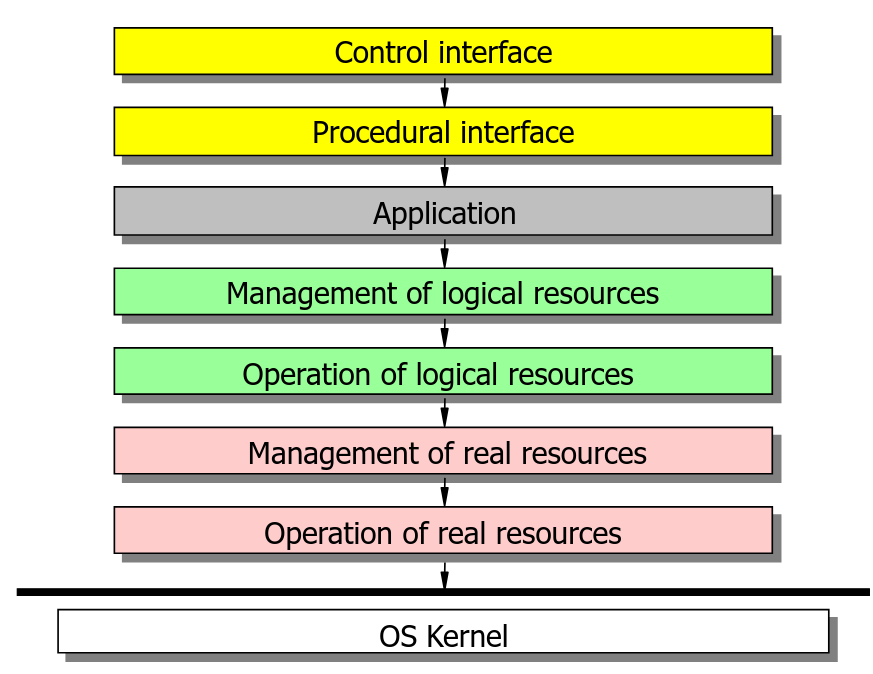 Control interface
Procedural interface
Application
Management of logical resources
Operation of logical resources
Management of real resources
Operation of real resources
OS Kernel